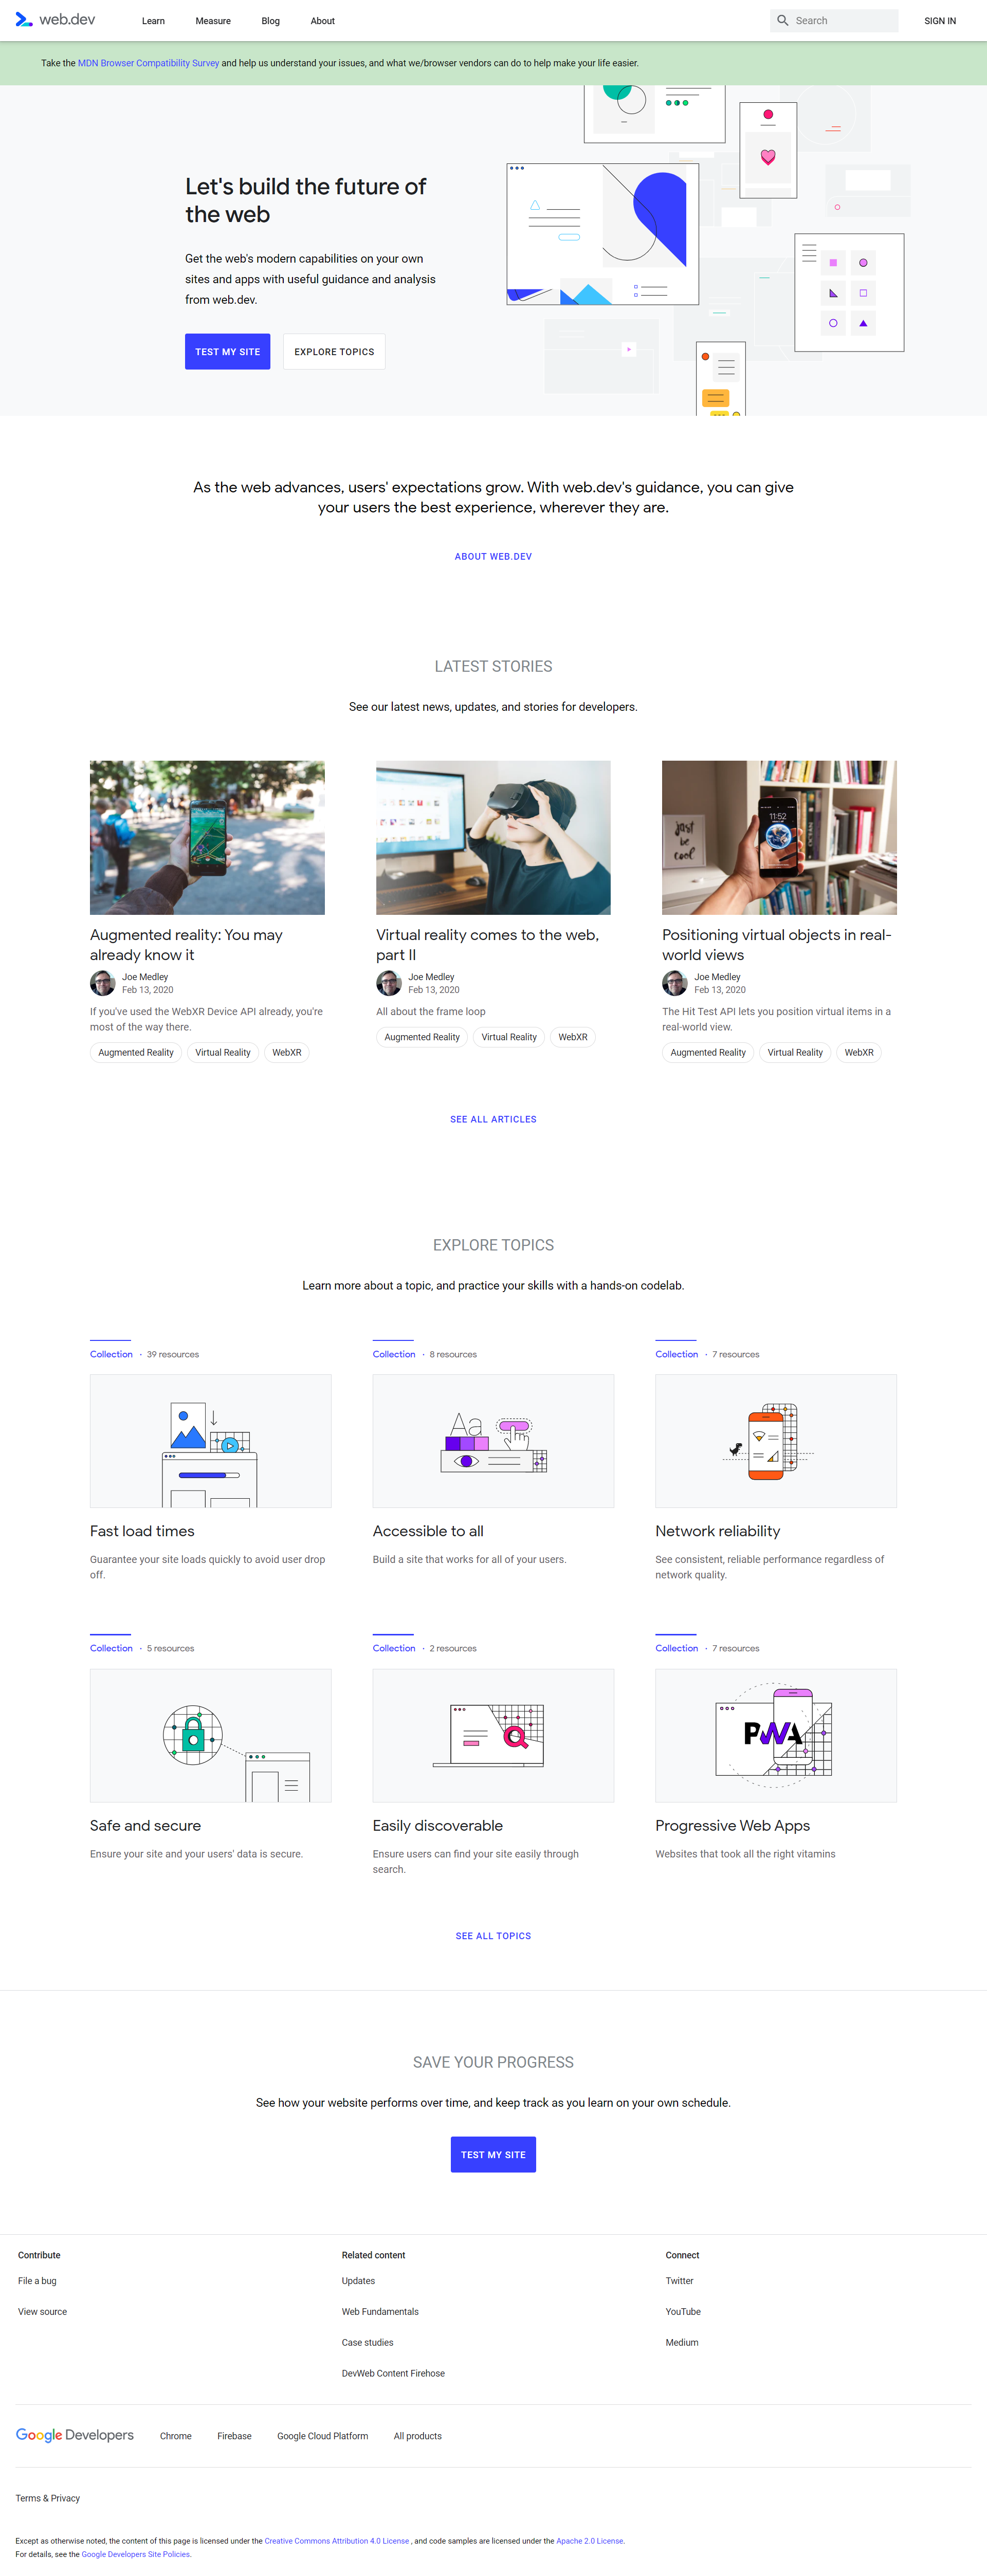 web.dev
Learn
Measure
Blog
About
Search
SIGN IN
Take the MDN Browser Compatibility Survey and help us understand your issues, and what we/browser vendors can do to help make your life easier.
Let's build the future of
the web
Get the web's modern capabilities on your own
sites and apps with useful guidance and analysis
from web.dev.
TEST MY SITE
EXPLORE TOPICS
As the web advances, users' expectations grow. With web.dev's guidance, you can give
your users the best experience, wherever they are.
ABOUT WEB.DEV
LATEST STORIES
See our latest news, updates, and stories for developers.
just
be
cool
11:52
Augmented reality: You may
already know it
Joe Medley
Feb 13, 2020
If you've used the WebXR Device API already, you're
most of the way there.
Augmented Reality
Virtual Reality
WebXR
Virtual reality comes to the web,
part II
Joe Medley
Feb 13, 2020
All about the frame loop
Augmented Reality
Virtual Reality
WebXR
Positioning virtual objects in real-
world views
Joe Medley
Feb 13, 2020
The Hit Test API lets you position virtual items in a
real-world view.
Augmented Reality
Virtual Reality
WebXR
SEE ALL ARTICLES
EXPLORE TOPICS
Learn more about a topic, and practice your skills with a hands-on codelab.
Collection · 39 resources
Fast load times
Guarantee your site loads quickly to avoid user drop
off.
Collection · 8 resources
Aa
Accessible to all
Build a site that works for all of your users.
Collection · 7 resources
Network reliability
See consistent, reliable performance regardless of
network quality.
Collection · 5 resources
Safe and secure
Ensure your site and your users' data is secure.
Collection · 2 resources
Easily discoverable
Ensure users can find your site easily through
search.
Collection · 7 resources
PWA
Progressive Web Apps
Websites that took all the right vitamins
SEE ALL TOPICS
SAVE YOUR PROGRESS
See how your website performs over time, and keep track as you learn on your own schedule.
TEST MY SITE
Contribute
File a bug
View source
Related content
Updates
Web Fundamentals
Case studies
DevWeb Content Firehose
Connect
Twitter
YouTube
Medium
Google Developers
Chrome
Firebase
Google Cloud Platform
All products
Terms & Privacy
Except as otherwise noted, the content of this page is licensed under the Creative Commons Attribution 4.0 License , and code samples are licensed under the Apache 2.0 License.
For details, see the Google Developers Site Policies.